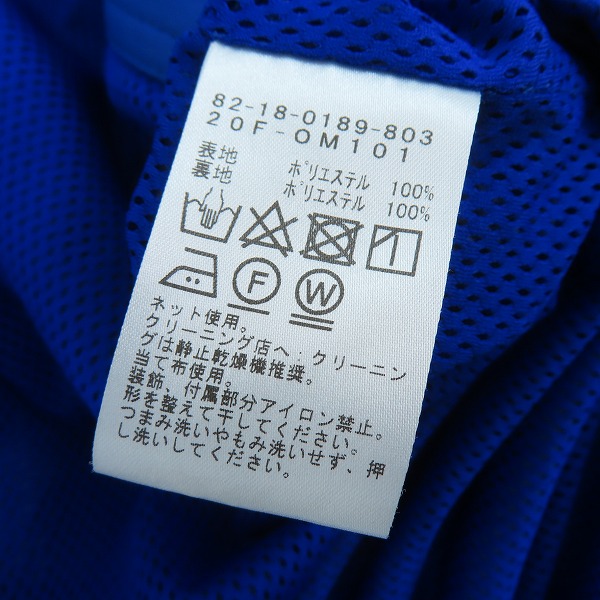 82-18-0189-803
20F-OM101
表地 ポリエステル 100%
裏地 ポリエステル 100%
F W
ネット使用。
クリーニング店へ:クリーニン
グは静止乾燥機推奨。
当て布使用。
装飾、付属部分アイロン禁止。
形を整えて干してください。
つまみ洗いやもみ洗いせず、押
し洗いしてください。